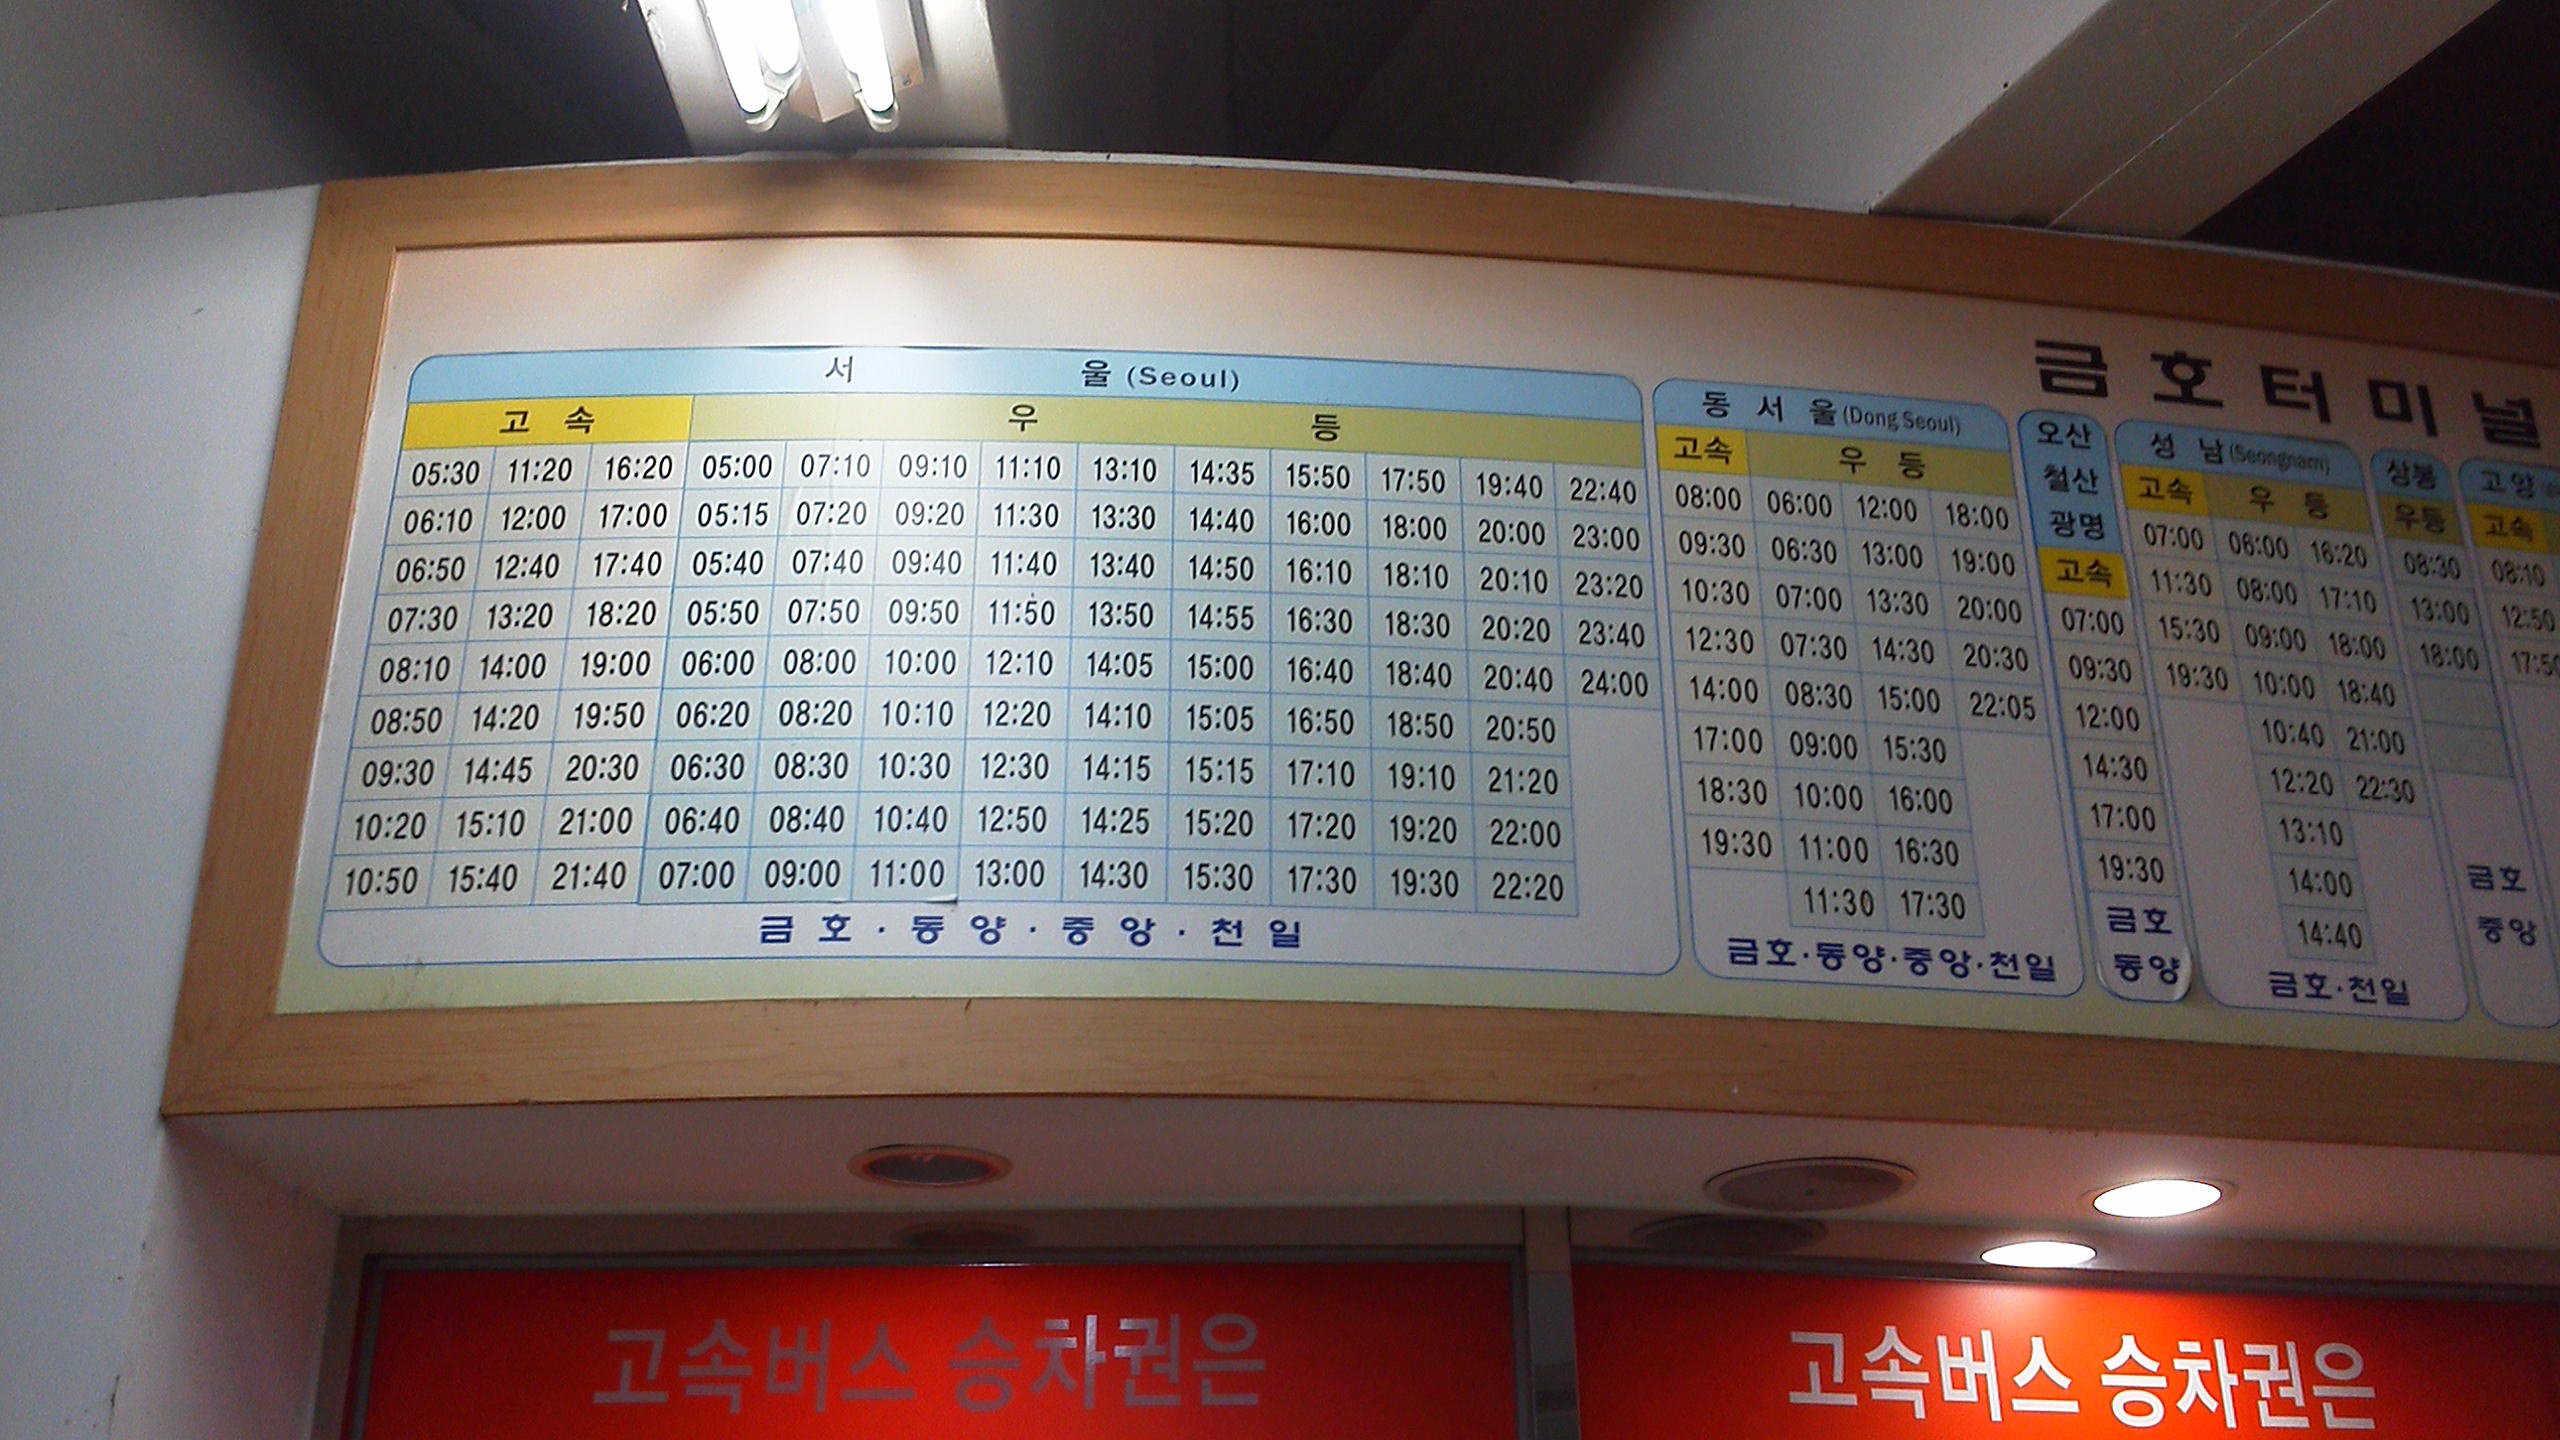 금호터미널
서 울 (Seoul)
고 속 우 등
05:30 11:20 16:20 05:00 07:10 09:10 11:10 13:10 14:35 15:50 17:50 19:40 22:40
06:10 12:00 17:00 05:15 07:20 09:20 11:30 13:30 14:40 16:00 18:00 20:00 23:00
06:50 12:40 17:40 05:40 07:40 09:40 11:40 13:40 14:50 16:10 18:10 20:10 23:20
07:30 13:20 18:20 05:50 07:50 09:50 11:50 13:50 14:55 16:30 18:30 20:20 23:40
08:10 14:00 19:00 06:00 08:00 10:00 12:10 14:05 15:00 16:40 18:40 20:40 24:00
08:50 14:20 19:50 06:20 08:20 10:10 12:20 14:10 15:05 16:50 18:50 20:50
09:30 14:45 20:30 06:30 08:30 10:30 12:30 14:15 15:15 17:10 19:10 21:20
10:20 15:10 21:00 06:40 08:40 10:40 12:50 14:25 15:20 17:20 19:20 22:00
10:50 15:40 21:40 07:00 09:00 11:00 13:00 14:30 15:30 17:30 19:30 22:20
금호·동양·중앙·천일
동 서 울 (Dong Seoul)
고속 우 등
08:00 06:00 12:00 18:00
09:30 06:30 13:00 19:00
10:30 07:00 13:30 20:00
12:30 07:30 14:30 20:30
14:00 08:30 15:00 22:05
17:00 09:00 15:30
18:30 10:00 16:00
19:30 11:00 16:30
11:30 17:30
금호·동양·중앙·천일
오산
철산
광명
고속
07:00
09:30
12:00
14:30
17:00
19:30
금호
동양
성 남 (Seongnam)
고속 우 등
07:00 06:00 16:20
11:30 08:00 17:10
15:30 09:00 18:00
19:30 10:00 18:40
10:40 21:00
12:20 22:30
13:10
14:00
14:40
금호·천일
상봉
우등
08:30
13:00
18:00
고양
고속
08:10
12:50
17:50
금호
중앙
고속버스 승차권은
고속버스 승차권은